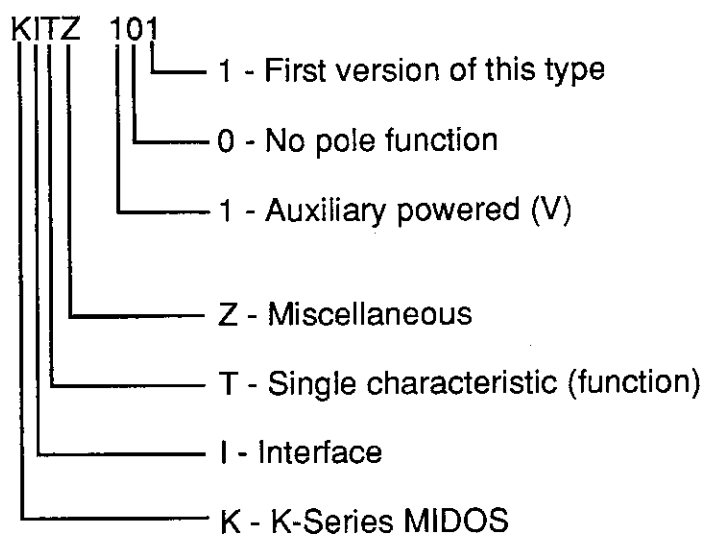 KITZ 101
1 - First version of this type
0 - No pole function
1 - Auxiliary powered (V)
Z - Miscellaneous
T - Single characteristic (function)
I - Interface
K - K-Series MIDOS